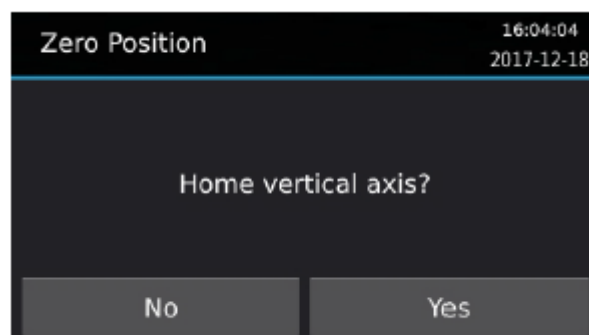 Zero Position
16:04:04
2017-12-18
Home vertical axis?
No
Yes